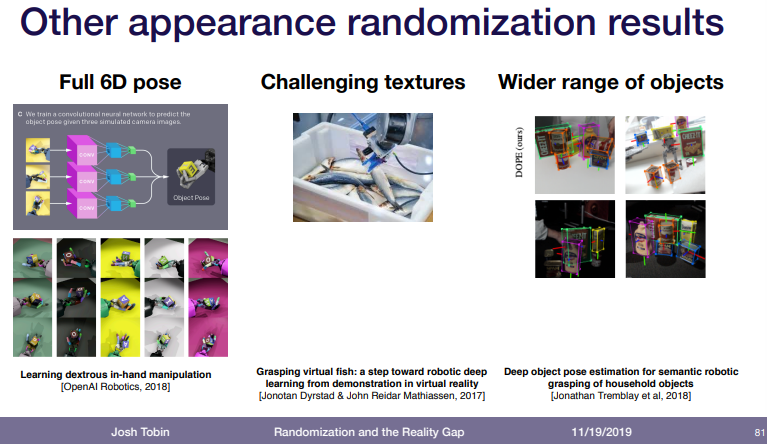 Other appearance randomization results
Full 6D pose
Challenging textures
Wider range of objects
C We train a convolutional neural network to predict the
object pose given three simulated camera images.
CONV
CONV
CONV
Object Pose
DOPE (ours)
Learning dextrous in-hand manipulation
[OpenAI Robotics, 2018]
Grasping virtual fish: a step toward robotic deep
learning from demonstration in virtual reality
[Jonotan Dyrstad & John Reidar Mathiassen, 2017]
Deep object pose estimation for semantic robotic
grasping of household objects
[Jonathan Tremblay et al, 2018]
Josh Tobin
Randomization and the Reality Gap
11/19/2019
81